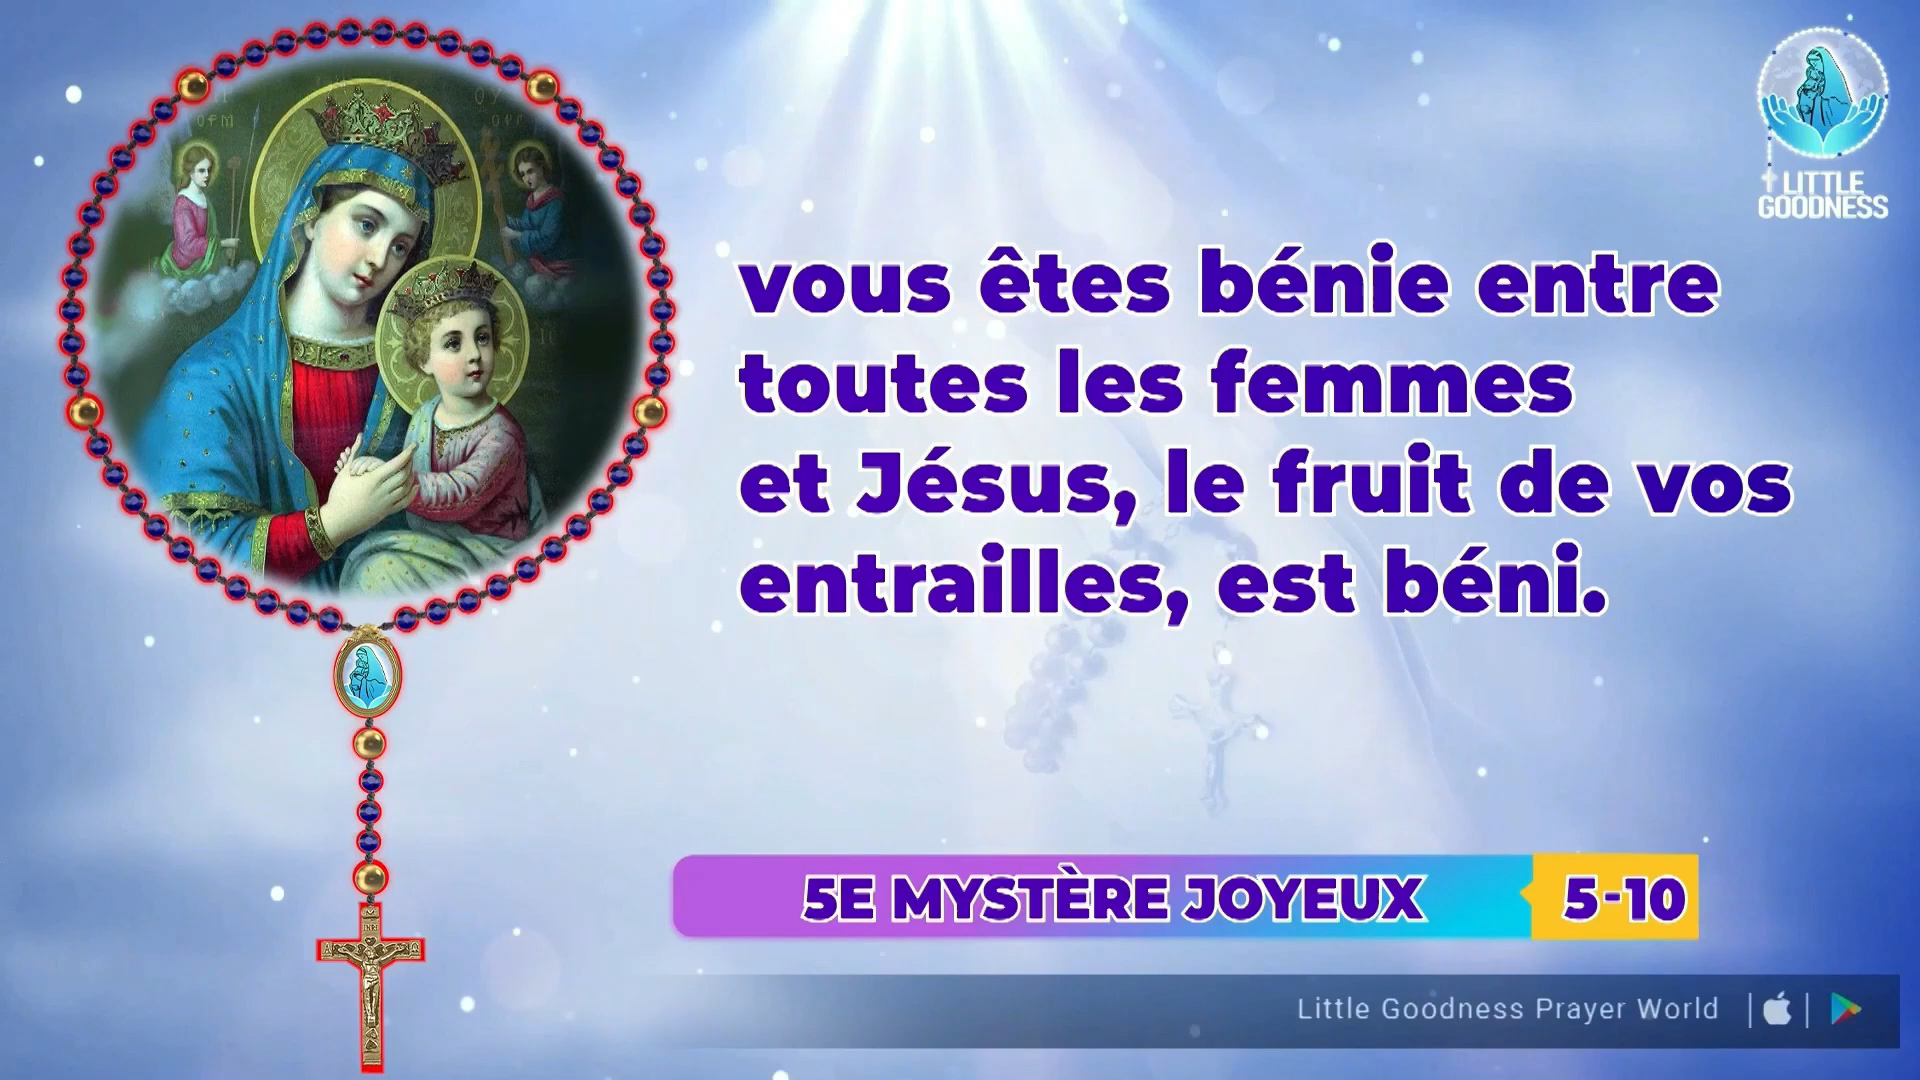 LITTLE
GOODNESS
vous êtes bénie entre
toutes les femmes
et Jésus, le fruit de vos
entrailles, est béni.
5E MYSTÈRE JOYEUX
5-10
Little Goodness Prayer World
INRI